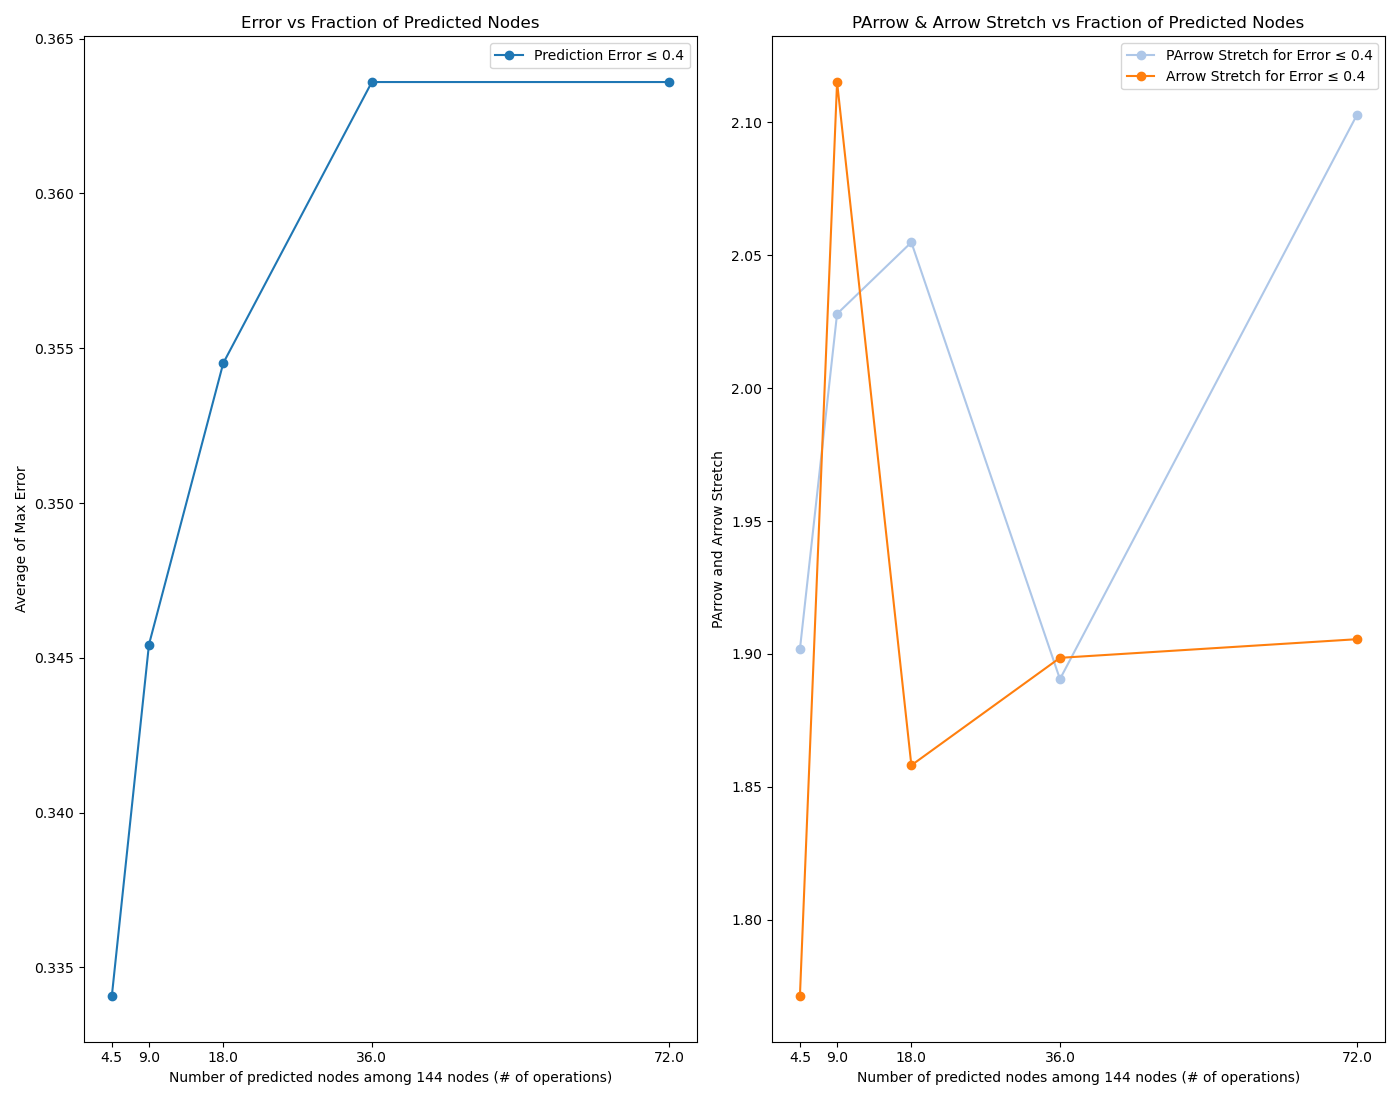 Error vs Fraction of Predicted Nodes
Prediction Error ≤ 0.4
Average of Max Error
0.365
0.360
0.355
0.350
0.345
0.340
0.335
4.5 9.0 18.0 36.0 72.0
Number of predicted nodes among 144 nodes (# of operations)
PArrow & Arrow Stretch vs Fraction of Predicted Nodes
PArrow Stretch for Error ≤ 0.4
Arrow Stretch for Error ≤ 0.4
PArrow and Arrow Stretch
2.10
2.05
2.00
1.95
1.90
1.85
1.80
4.5 9.0 18.0 36.0 72.0
Number of predicted nodes among 144 nodes (# of operations)